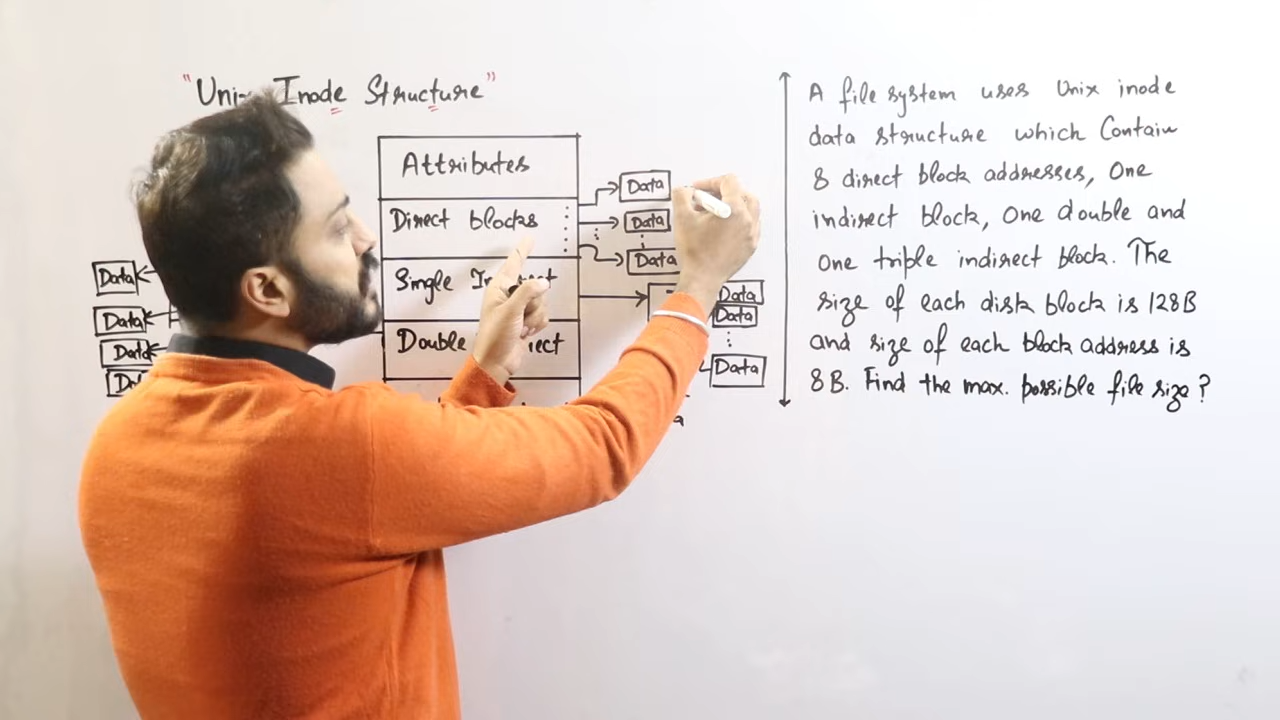 "Unix Inode Structure"
Attributes
Direct blocks
Single
Double
Data
Data
Data
Data
Data
Data
Data
Data
Data
A file system uses Unix inode
data structure which Contain
8 direct block addresses, One
indirect block, One double and
One triple indirect block. The
size of each disk block is 128B
and size of each block address is
8B. Find the max. possible file size?